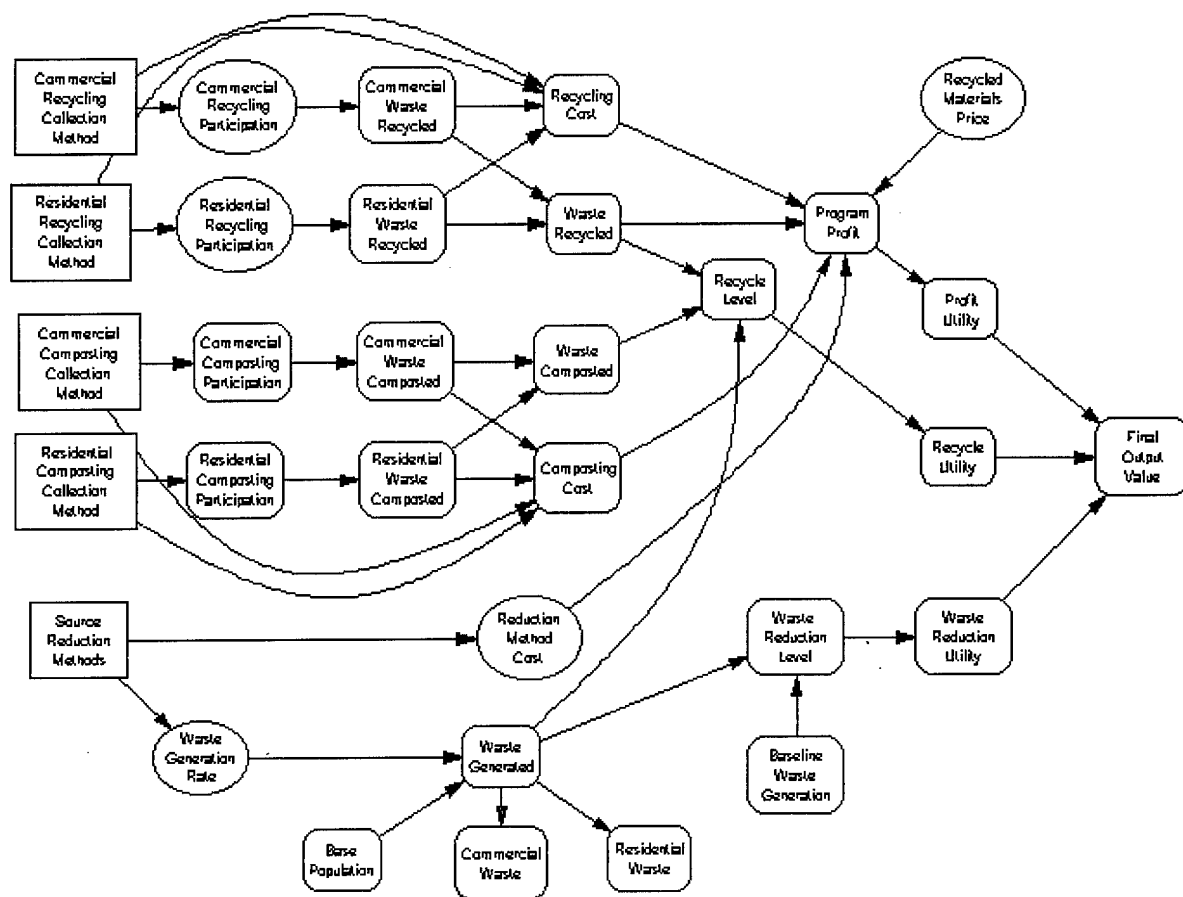 Commercial
Recycling
Collection
Method
Commercial
Recycling
Participation
Commercial
Waste
Recycled
Recycling
Cost
Recycled
Materials
Price
Residential
Recycling
Collection
Method
Residential
Recycling
Participation
Residential
Waste
Recycled
Waste
Recycled
Program
Profit
Recycle
Level
Profit
Utility
Commercial
Composting
Collection
Method
Commercial
Composting
Participation
Commercial
Waste
Composted
Waste
Composted
Residential
Composting
Collection
Method
Residential
Composting
Participation
Residential
Waste
Composted
Composting
Cost
Recycle
Utility
Final
Output
Value
Source
Reduction
Methods
Reduction
Method
Cost
Waste
Reduction
Level
Waste
Reduction
Utility
Waste
Generation
Rate
Waste
Generated
Baseline
Waste
Generation
Base
Population
Commercial
Waste
Residential
Waste